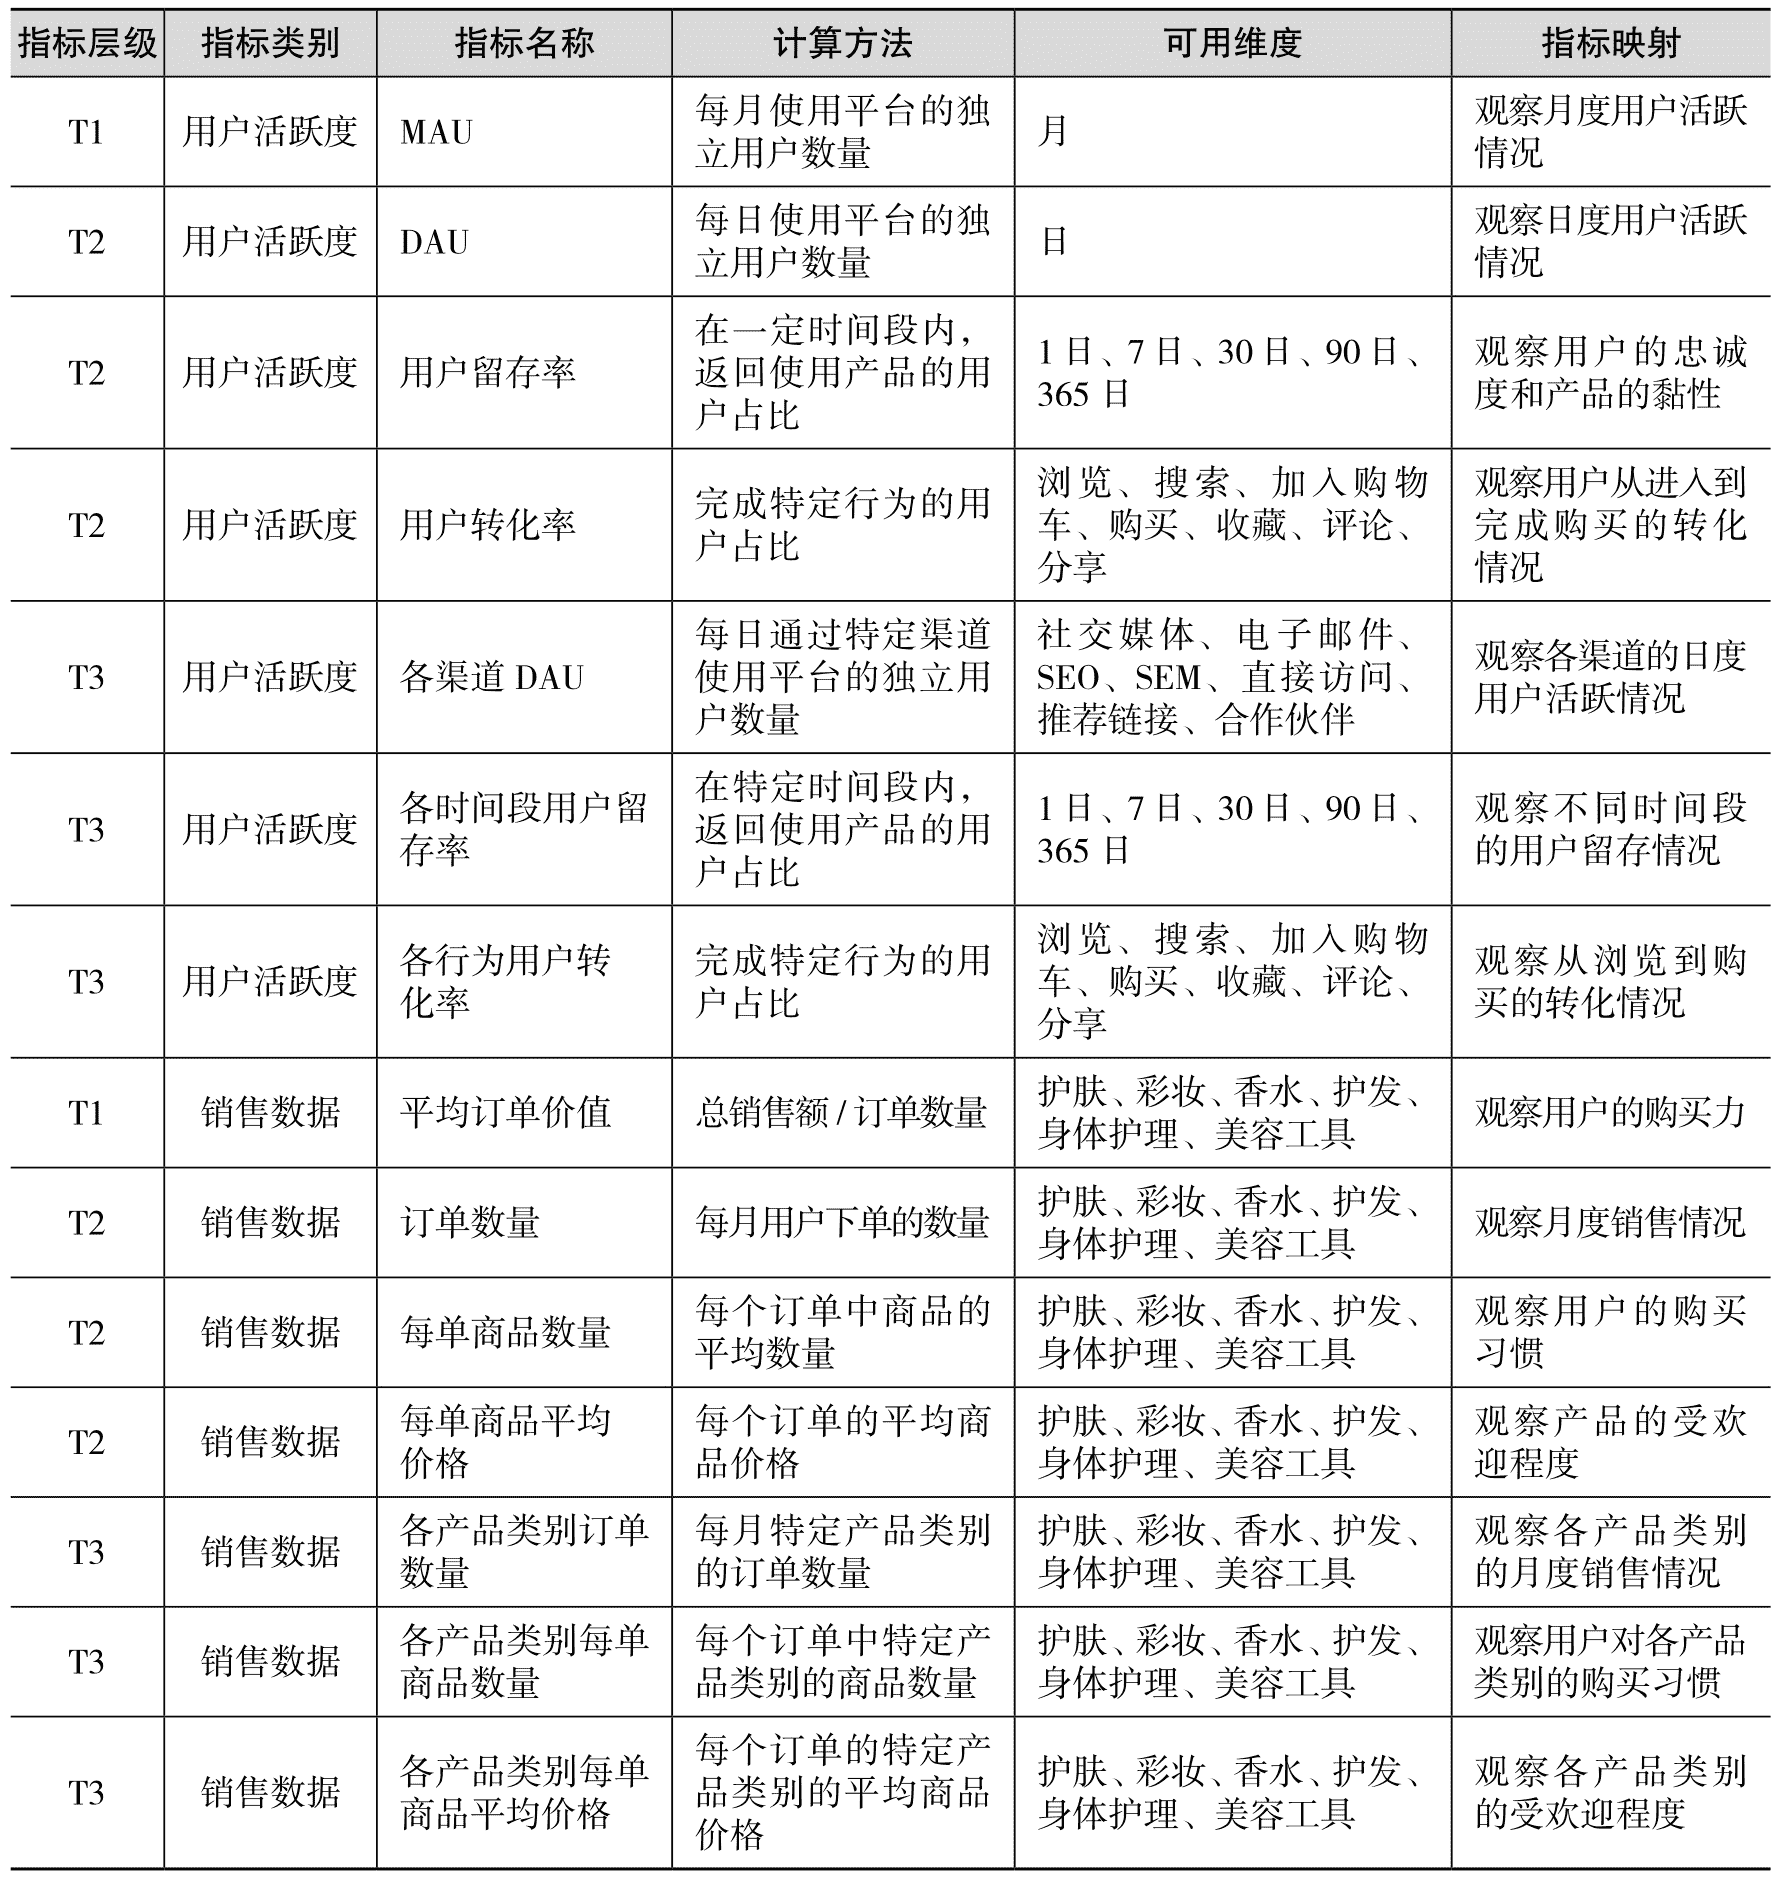 指标层级 指标类别 指标名称 计算方法 可用维度 指标映射
T1 用户活跃度 MAU 每月使用平台的独 月 观察月度用户活跃
立用户数量 情况
T2 用户活跃度 DAU 每日使用平台的独 日 观察日度用户活跃
立用户数量 情况
在一定时间段内，
T2 用户活跃度 用户留存率 返回使用产品的用 1日、7日、30日、90日、 观察用户的忠诚
户占比 365日 度和产品的黏性
浏览、搜索、加入购物 观察用户从进入到
T2 用户活跃度 用户转化率 完成特定行为的用 车、购买、收藏、评论、 完成购买的转化
户占比 分享 情况
每日通过特定渠道 社交媒体、电子邮件、
T3 用户活跃度 各渠道 DAU 使用平台的独立用 SEO、SEM、直接访问、 观察各渠道的日度
户数量 推荐链接、合作伙伴 用户活跃情况
在特定时间段内，
T3 用户活跃度 各时间段用户留 返回使用产品的用 1日、7日、30日、90日、 观察不同时间段
存率 户占比 365日 的用户留存情况
浏览、搜索、加入购物
T3 用户活跃度 各行为用户转 完成特定行为的用 车、购买、收藏、评论、 观察从浏览到购
化率 户占比 分享 买的转化情况
T1 销售数据 平均订单价值 总销售额 / 订单数量 护肤、彩妆、香水、护发、 观察用户的购买力
身体护理、美容工具
T2 销售数据 订单数量 每月用户下单的数量 护肤、彩妆、香水、护发、 观察月度销售情况
身体护理、美容工具
T2 销售数据 每单商品数量 每个订单中商品的 护肤、彩妆、香水、护发、 观察用户的购买
平均数量 身体护理、美容工具 习惯
T2 销售数据 每单商品平均 每个订单的平均商 护肤、彩妆、香水、护发、 观察产品的受欢
价格 品价格 身体护理、美容工具 迎程度
T3 销售数据 各产品类别订单 每月特定产品类别 护肤、彩妆、香水、护发、 观察各产品类别
数量 的订单数量 身体护理、美容工具 的月度销售情况
T3 销售数据 各产品类别每单 每个订单中特定产 护肤、彩妆、香水、护发、 观察用户对各产品
商品数量 品类别的商品数量 身体护理、美容工具 类别的购买习惯
每个订单的特定产
T3 销售数据 各产品类别每单 品类别的平均商品 护肤、彩妆、香水、护发、 观察各产品类别
商品平均价格 价格 身体护理、美容工具 的受欢迎程度